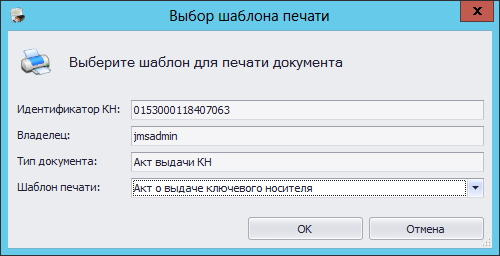 Выбор шаблона печати
x
Выберите шаблон для печати документа
Идентификатор КН: 0153000118407063
Владелец: jmsadmin
Тип документа: Акт выдачи КН
Шаблон печати: Акт о выдаче ключевого носителя
OK Отмена